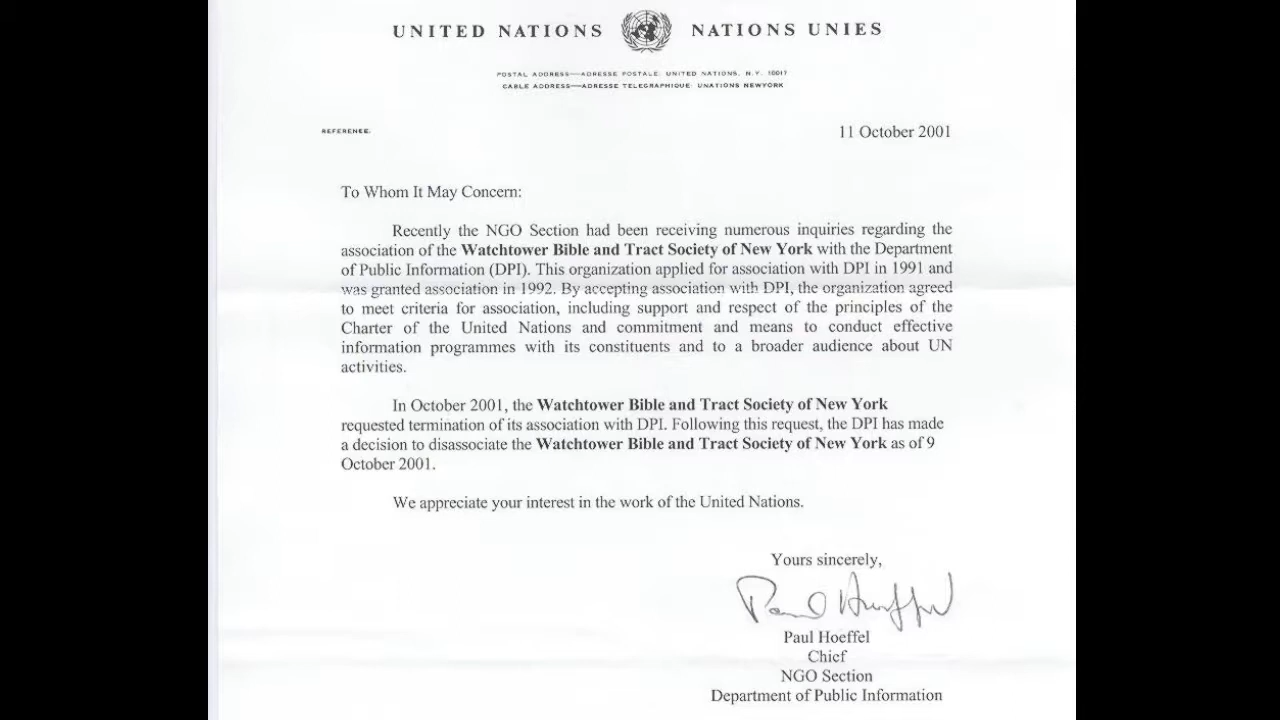 UNITED NATIONS NATIONS UNIES
POSTAL ADDRESS—ADRESSE POSTALE: UNITED NATIONS, N.Y. 10017
CABLE ADDRESS—ADRESSE TELEGRAPHIQUE: UNATIONS NEWYORK
REFERENCE:
11 October 2001
To Whom It May Concern:
Recently the NGO Section had been receiving numerous inquiries regarding the
association of the Watchtower Bible and Tract Society of New York with the Department
of Public Information (DPI). This organization applied for association with DPI in 1991 and
was granted association in 1992. By accepting association with DPI, the organization agreed
to meet criteria for association, including support and respect of the principles of the
Charter of the United Nations and commitment and means to conduct effective
information programmes with its constituents and to a broader audience about UN
activities.
In October 2001, the Watchtower Bible and Tract Society of New York
requested termination of its association with DPI. Following this request, the DPI has made
a decision to disassociate the Watchtower Bible and Tract Society of New York as of 9
October 2001.
We appreciate your interest in the work of the United Nations.
Yours sincerely,
Paul Hoeffel
Paul Hoeffel
Chief
NGO Section
Department of Public Information